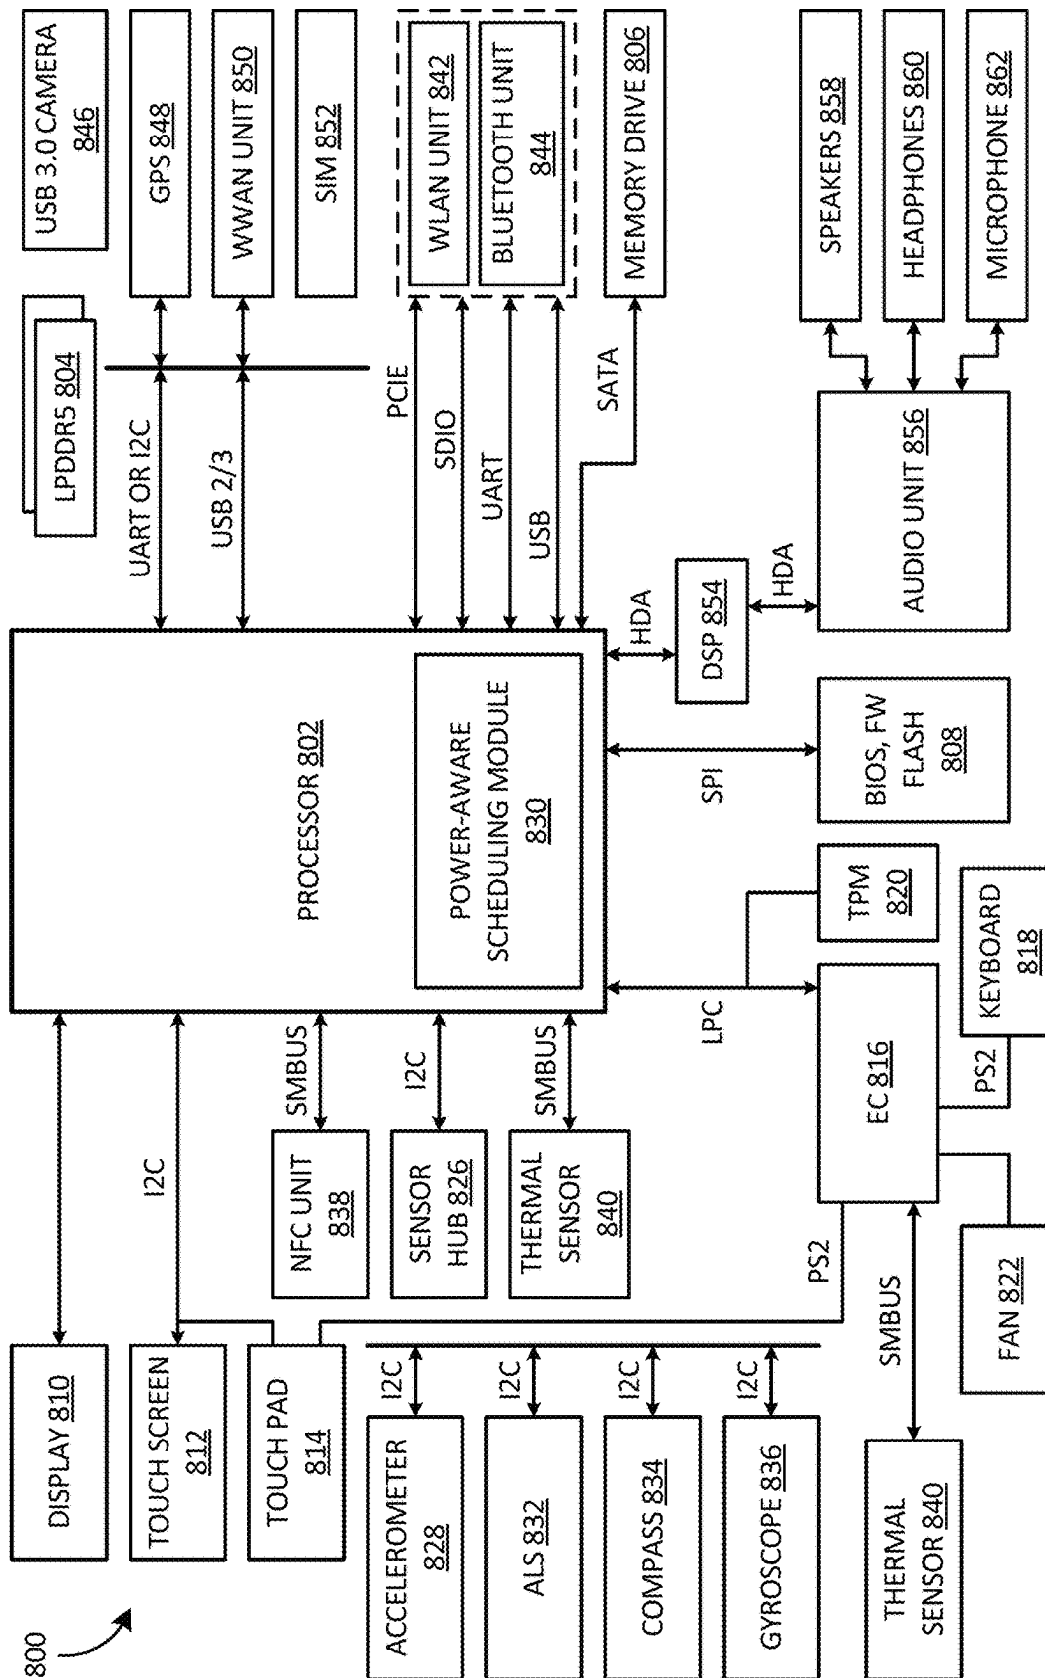 800
DISPLAY 810
TOUCH SCREEN
812
TOUCH PAD
814
I2C
ACCELEROMETER
828
I2C
ALS 832
I2C
COMPASS 834
I2C
GYROSCOPE 836
I2C
THERMAL
SENSOR 840
SMBUS
NFC UNIT
838
SMBUS
SENSOR
HUB 826
I2C
THERMAL
SENSOR
840
SMBUS
PS2
FAN 822
EC 816
PS2
KEYBOARD
818
LPC
TPM
820
PROCESSOR 802
POWER-AWARE
SCHEDULING MODULE
830
SPI
BIOS, FW
FLASH
808
HDA
DSP 854
HDA
AUDIO UNIT 856
SPEAKERS 858
HEADPHONES 860
MICROPHONE 862
LPDDR5 804
USB 3.0 CAMERA
846
UART OR I2C
GPS 848
USB 2/3
WWAN UNIT 850
SIM 852
PCIE
SDIO
UART
USB
WLAN UNIT 842
BLUETOOTH UNIT
844
SATA
MEMORY DRIVE 806